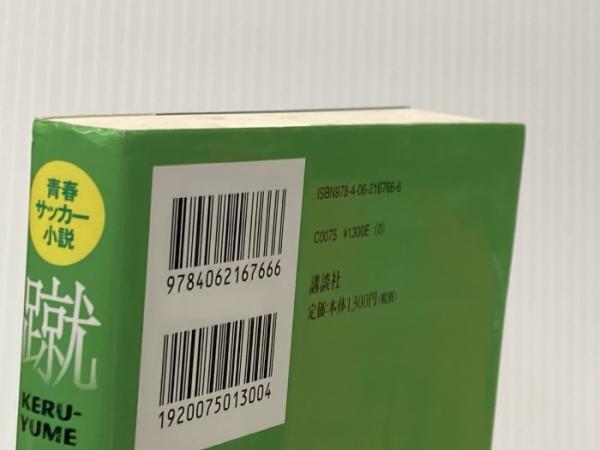 青春
サッカー
小説
蹴
KERU-
YUME
9784062167666
1920075013004
ISBN978-4-06-216766-6
C0075 ¥1300E (0)
講談社
定価:本体1,300円(税別)